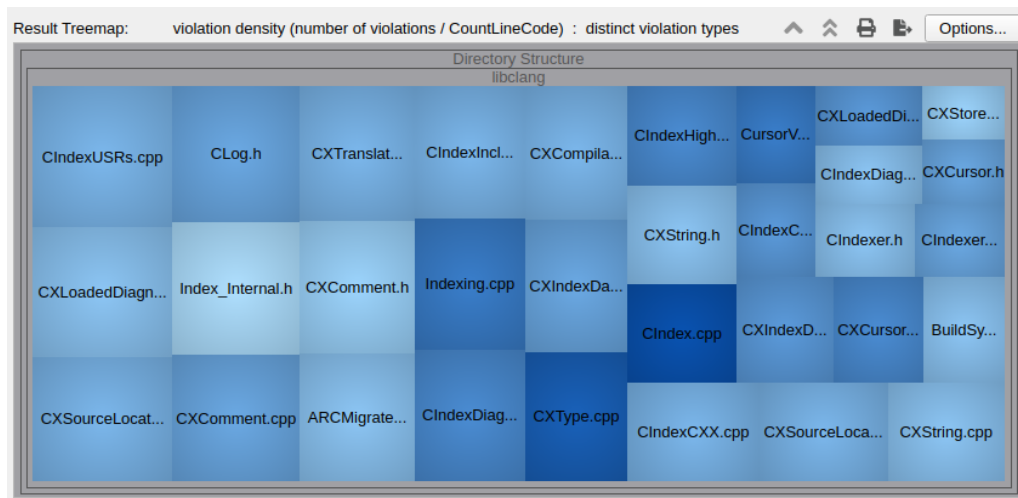 Result Treemap: violation density (number of violations / CountLineCode) : distinct violation types Options...
Directory Structure
libclang
CIndexUSRs.cpp
CLog.h
CXTranslat...
CIndexIncl...
CXCompila...
CIndexHigh...
CursorV...
CXLoadedDi...
CXStore...
CIndexDiag...
CXCursor.h
CXString.h
CIndexC...
CIndexer.h
CIndexer...
CXLoadedDiagn...
Index_Internal.h
CXComment.h
Indexing.cpp
CXIndexDa...
CIndex.cpp
CXIndexD...
CXCursor...
BuildSy...
CXSourceLocat...
CXComment.cpp
ARCMigrate...
CIndexDiag...
CXType.cpp
CIndexCXX.cpp
CXSourceLoca...
CXString.cpp